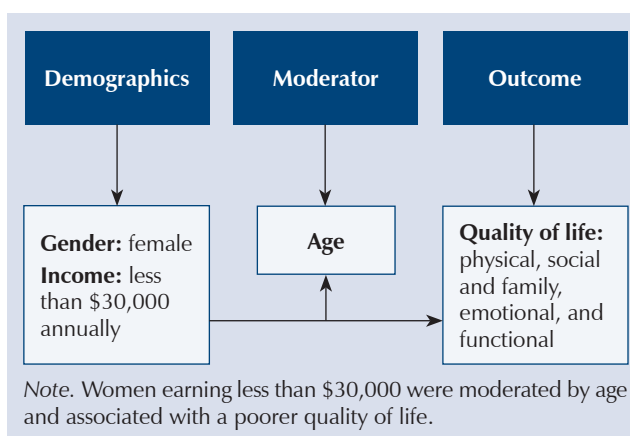 Demographics
Moderator
Outcome
Gender: female
Income: less
than $30,000
annually
Age
Quality of life:
physical, social
and family,
emotional, and
functional
Note. Women earning less than $30,000 were moderated by age
and associated with a poorer quality of life.